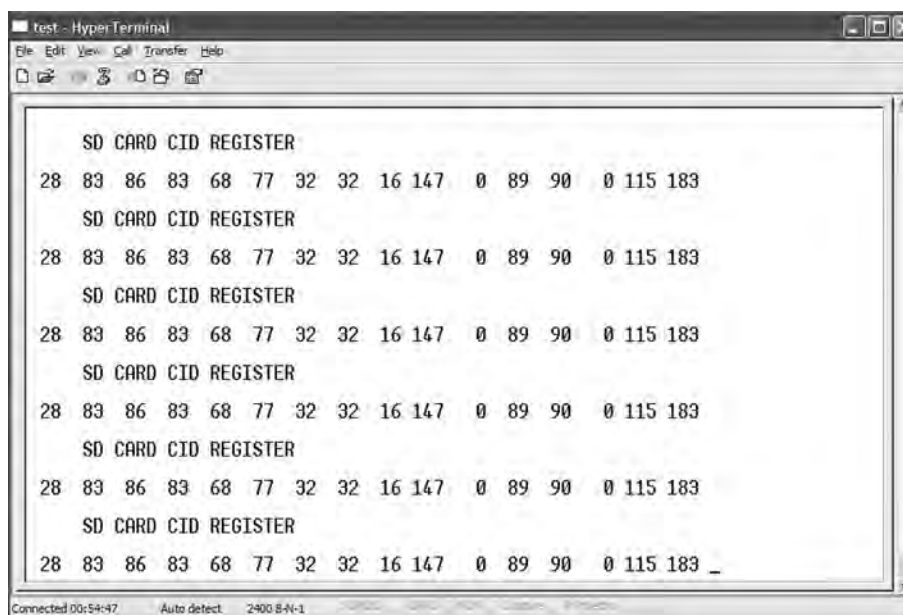 test - HyperTerminal
File Edit View Call Transfer Help
SD CARD CID REGISTER
28 83 86 83 68 77 32 32 16 147 0 89 90 0 115 183
SD CARD CID REGISTER
28 83 86 83 68 77 32 32 16 147 0 89 90 0 115 183
SD CARD CID REGISTER
28 83 86 83 68 77 32 32 16 147 0 89 90 0 115 183
SD CARD CID REGISTER
28 83 86 83 68 77 32 32 16 147 0 89 90 0 115 183
SD CARD CID REGISTER
28 83 86 83 68 77 32 32 16 147 0 89 90 0 115 183
SD CARD CID REGISTER
28 83 86 83 68 77 32 32 16 147 0 89 90 0 115 183 _
Connected 00:54:47 Auto detect 2400 8-N-1